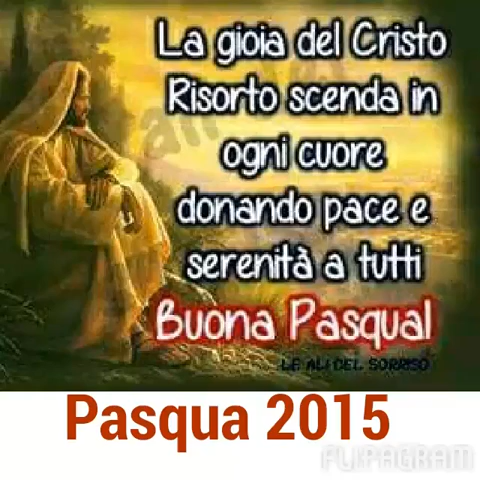 La gioia del Cristo
Risorto scenda in
ogni cuore
donando pace e
serenità a tutti
Buona Pasqual
LE ALI DEL SORRISO
Pasqua 2015
FLIPAGRAM